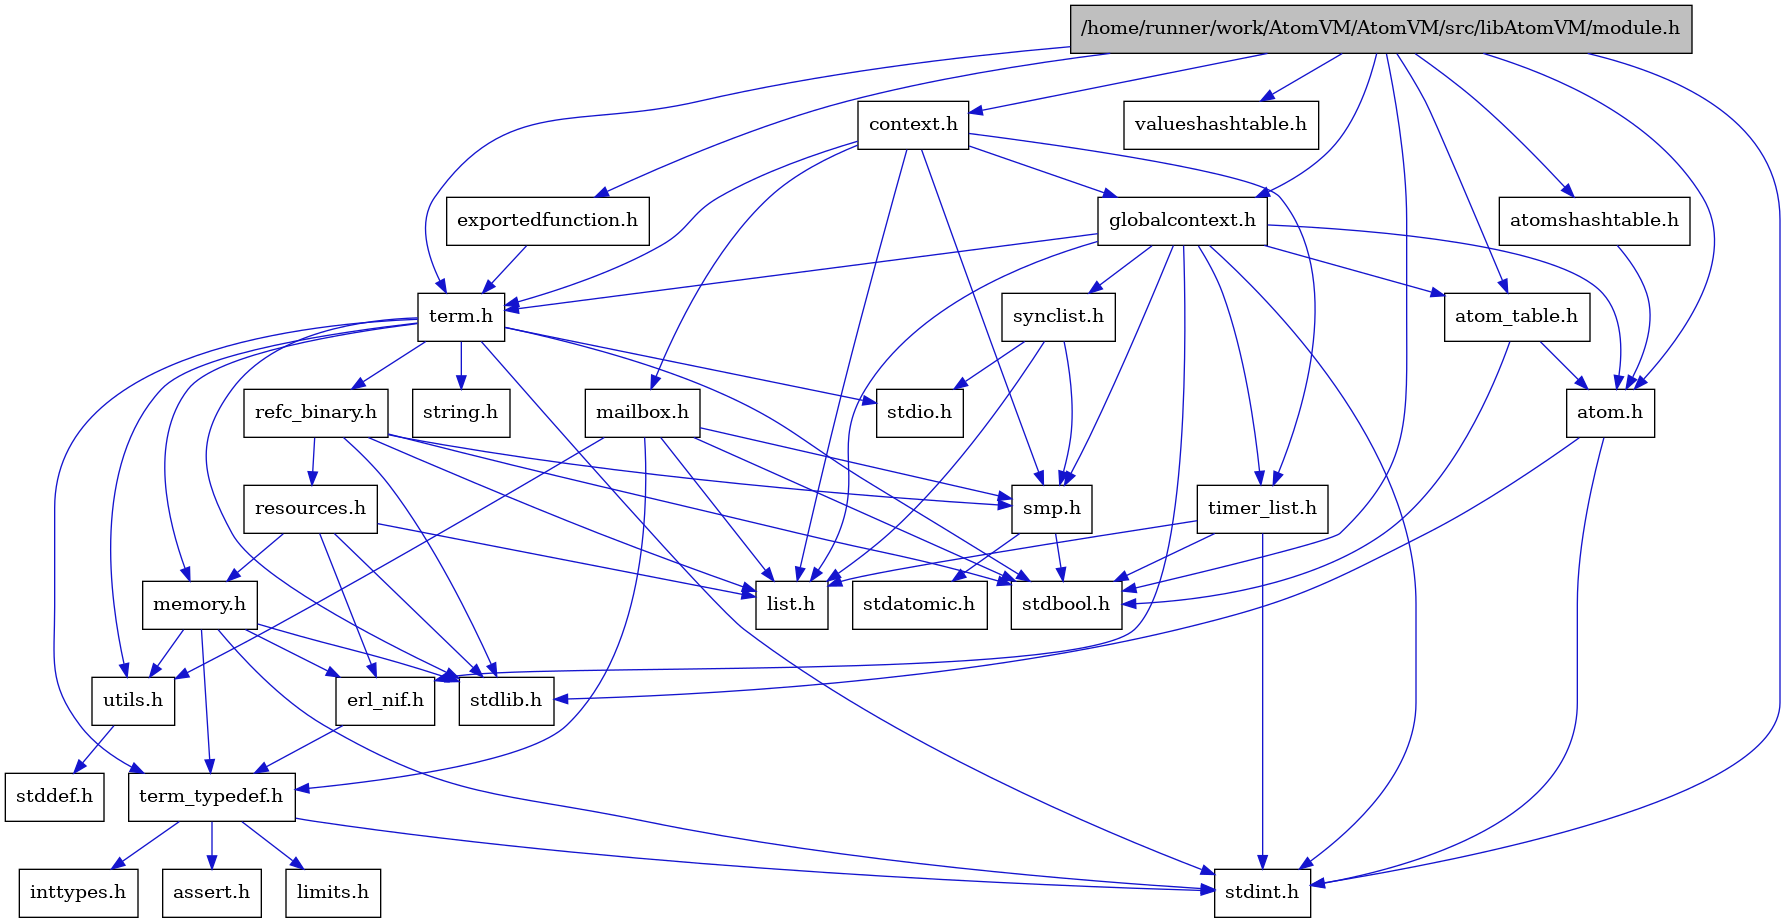 /home/runner/work/AtomVM/AtomVM/src/libAtomVM/module.h
context.h
valueshashtable.h
exportedfunction.h
globalcontext.h
atomshashtable.h
term.h
synclist.h
atom_table.h
refc_binary.h
string.h
mailbox.h
stdio.h
atom.h
resources.h
smp.h
timer_list.h
memory.h
list.h
stdatomic.h
stdbool.h
utils.h
erl_nif.h
stdlib.h
stddef.h
term_typedef.h
inttypes.h
assert.h
limits.h
stdint.h